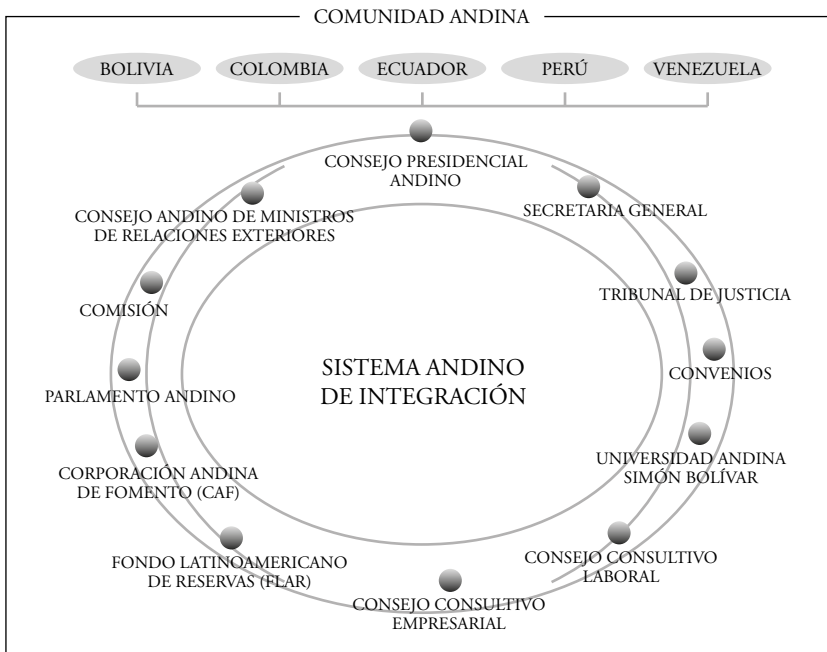 COMUNIDAD ANDINA
BOLIVIA
COLOMBIA
ECUADOR
PERÚ
VENEZUELA
CONSEJO PRESIDENCIAL
ANDINO
SECRETARIA GENERAL
CONSEJO ANDINO DE MINISTROS
DE RELACIONES EXTERIORES
TRIBUNAL DE JUSTICIA
COMISIÓN
SISTEMA ANDINO
DE INTEGRACIÓN
CONVENIOS
PARLAMENTO ANDINO
UNIVERSIDAD ANDINA
SIMÓN BOLÍVAR
CORPORACIÓN ANDINA
DE FOMENTO (CAF)
CONSEJO CONSULTIVO
LABORAL
FONDO LATINOAMERICANO
DE RESERVAS (FLAR)
CONSEJO CONSULTIVO
EMPRESARIAL